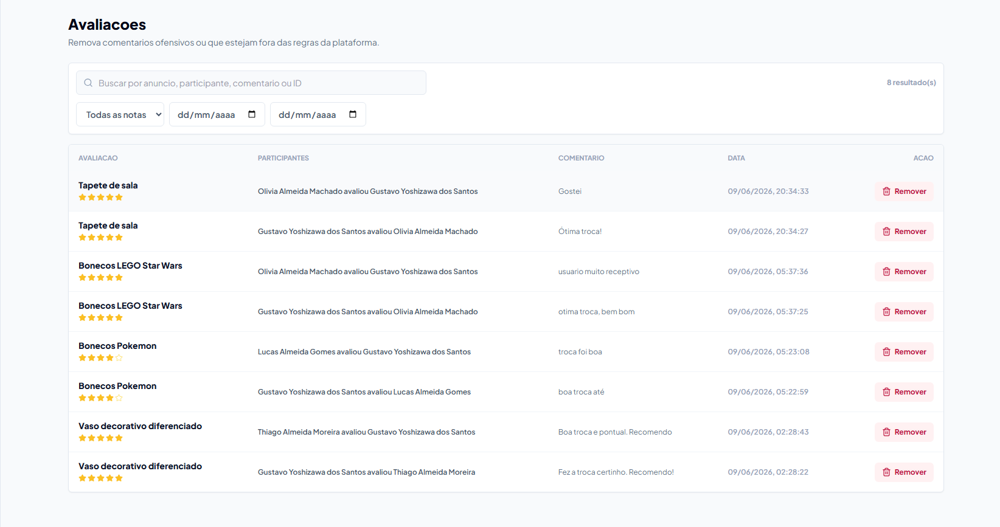 Avaliacoes
Remova comentarios ofensivos ou que estejam fora das regras da plataforma.
Buscar por anuncio, participante, comentario ou ID
8 resultado(s)
Todas as notas dd/mm/aaaa dd/mm/aaaa
AVALIACAO PARTICIPANTES COMENTARIO DATA ACAO
Tapete de sala
Olivia Almeida Machado avaliou Gustavo Yoshizawa dos Santos Gostei 09/06/2026, 20:34:33 Remover
Tapete de sala
Gustavo Yoshizawa dos Santos avaliou Olivia Almeida Machado Ótima troca! 09/06/2026, 20:34:27 Remover
Bonecos LEGO Star Wars
Olivia Almeida Machado avaliou Gustavo Yoshizawa dos Santos usuario muito receptivo 09/06/2026, 05:37:36 Remover
Bonecos LEGO Star Wars
Gustavo Yoshizawa dos Santos avaliou Olivia Almeida Machado otima troca, bem bom 09/06/2026, 05:37:25 Remover
Bonecos Pokemon
Lucas Almeida Gomes avaliou Gustavo Yoshizawa dos Santos troca foi boa 09/06/2026, 05:23:08 Remover
Bonecos Pokemon
Gustavo Yoshizawa dos Santos avaliou Lucas Almeida Gomes boa troca até 09/06/2026, 05:22:59 Remover
Vaso decorativo diferenciado
Thiago Almeida Moreira avaliou Gustavo Yoshizawa dos Santos Boa troca e pontual. Recomendo 09/06/2026, 02:28:43 Remover
Vaso decorativo diferenciado
Gustavo Yoshizawa dos Santos avaliou Thiago Almeida Moreira Fez a troca certinho. Recomendo! 09/06/2026, 02:28:22 Remover